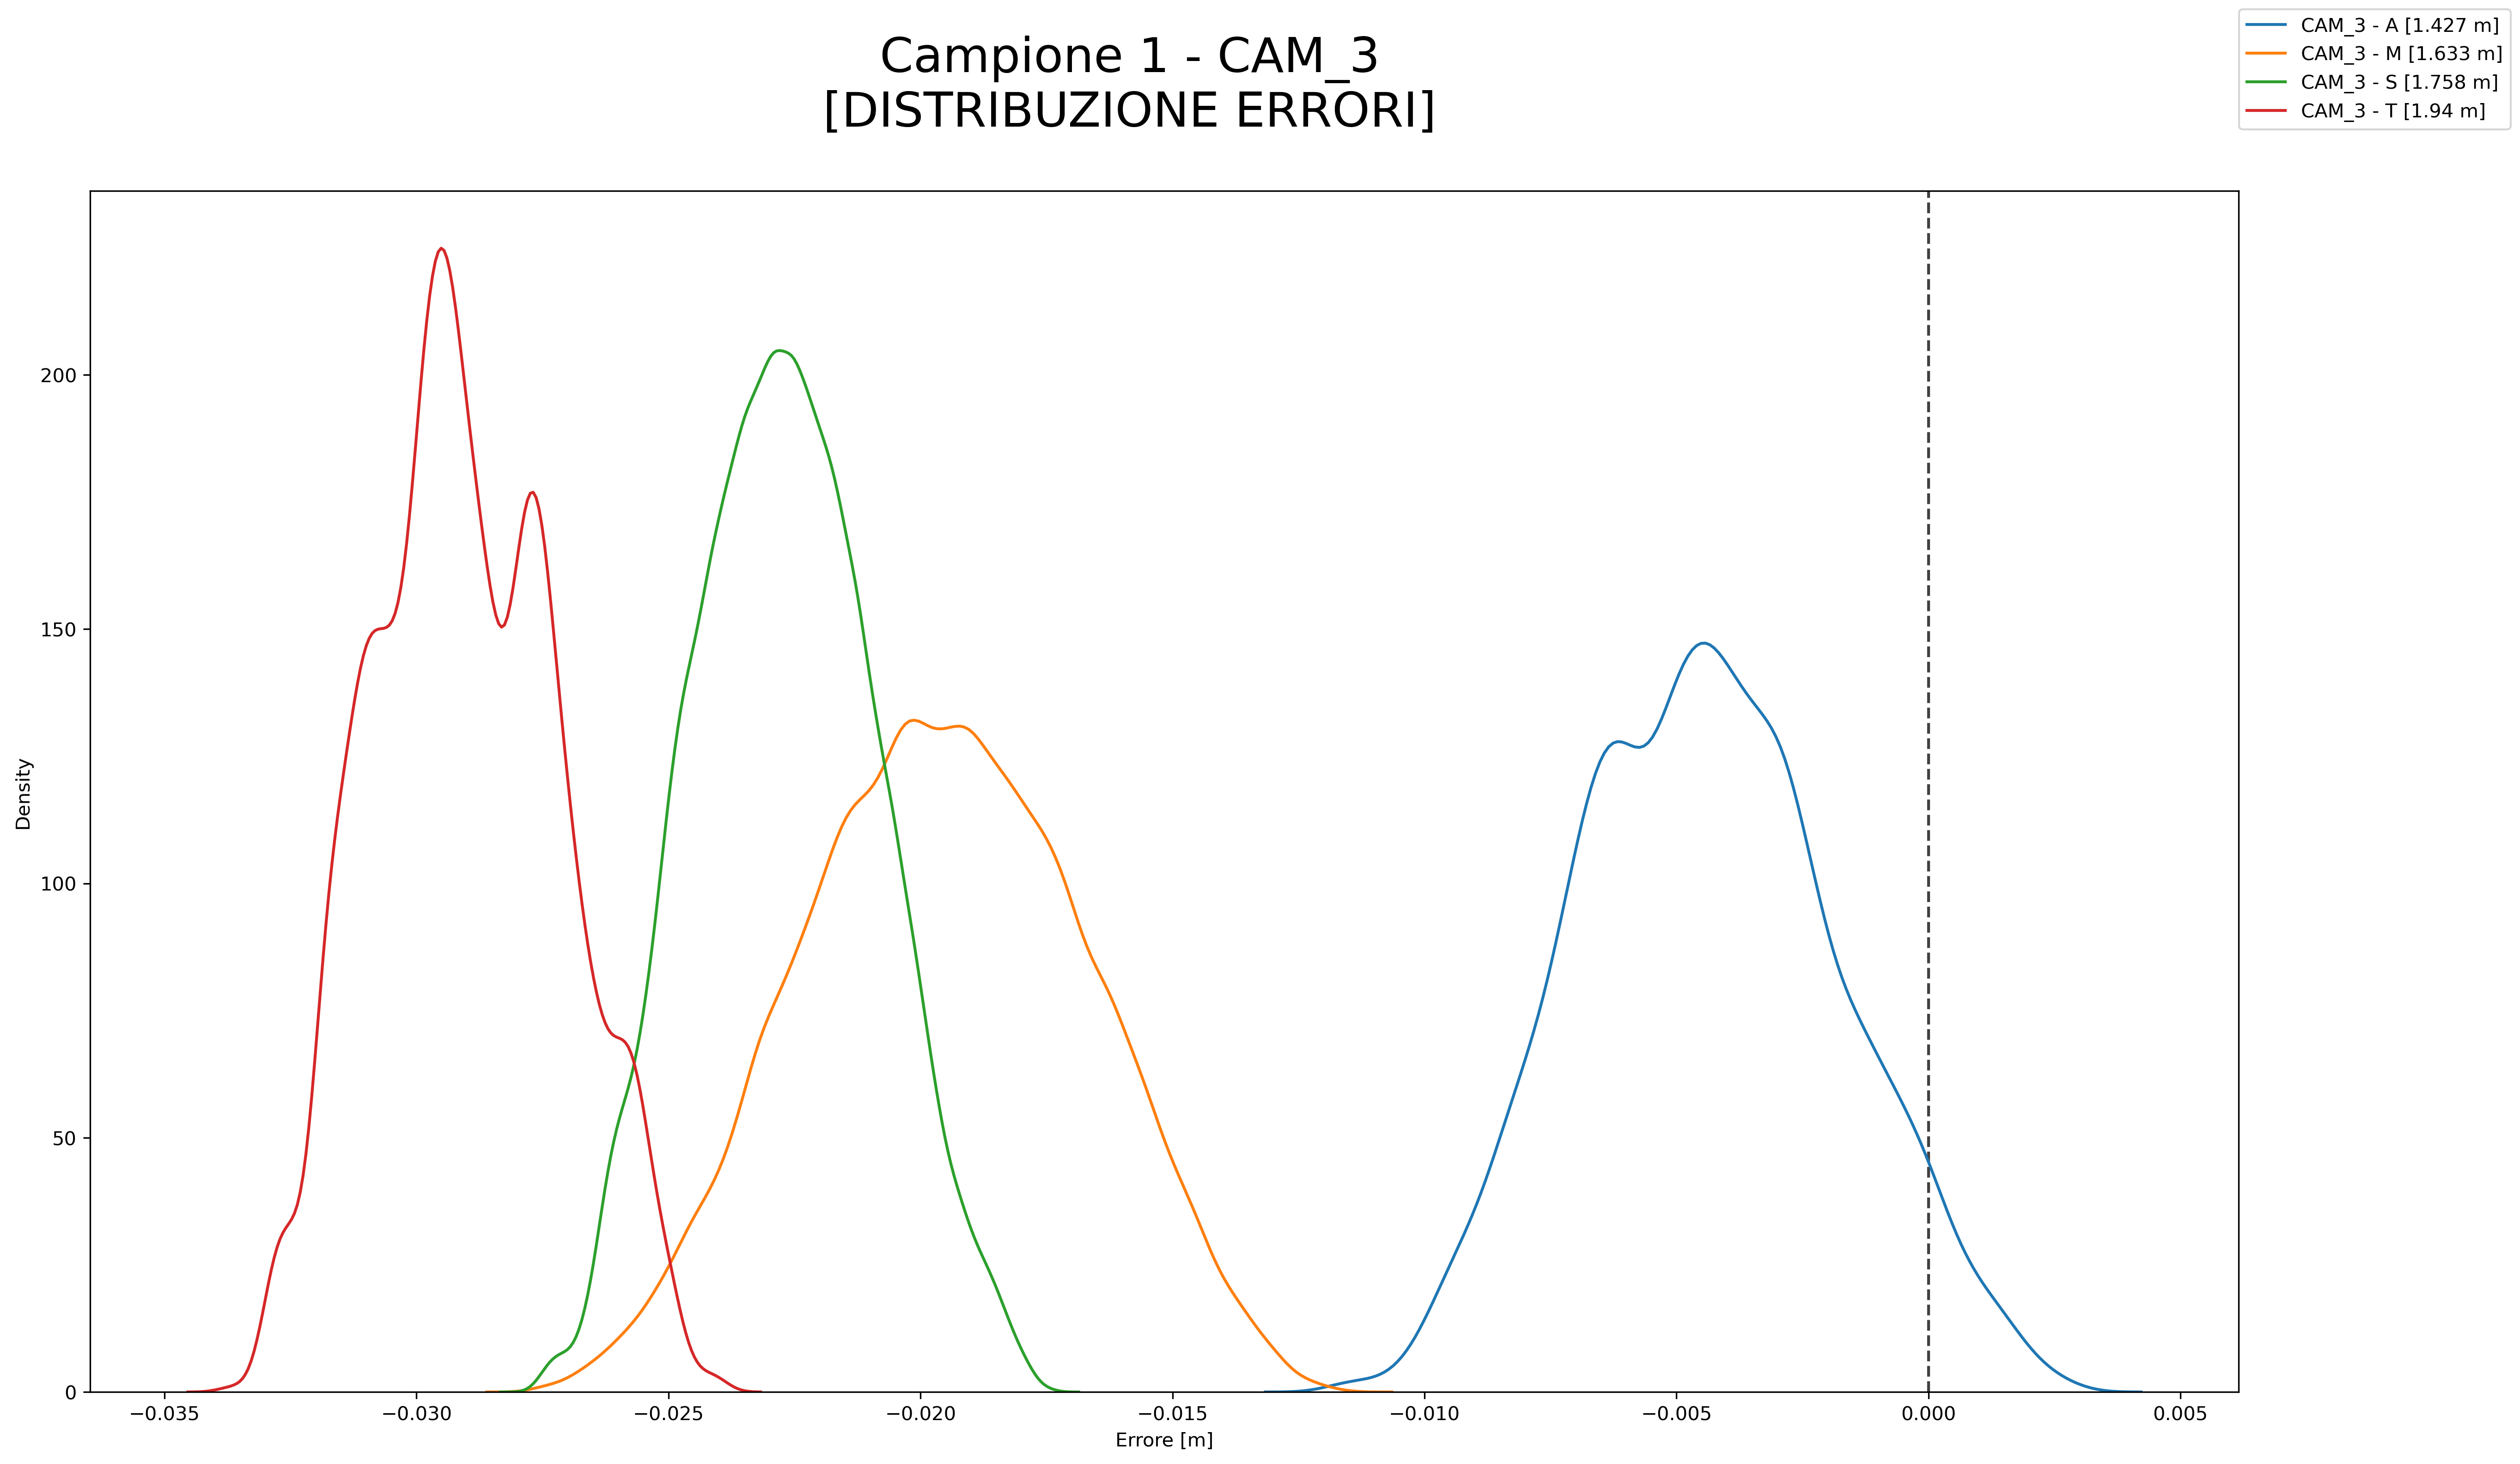 Campione 1 - CAM_3
[DISTRIBUZIONE ERRORI]
CAM_3 - A [1.427 m]
CAM_3 - M [1.633 m]
CAM_3 - S [1.758 m]
CAM_3 - T [1.94 m]
Density
200
150
100
50
0
−0.035 −0.030 −0.025 −0.020 −0.015 −0.010 −0.005 0.000 0.005
Errore [m]